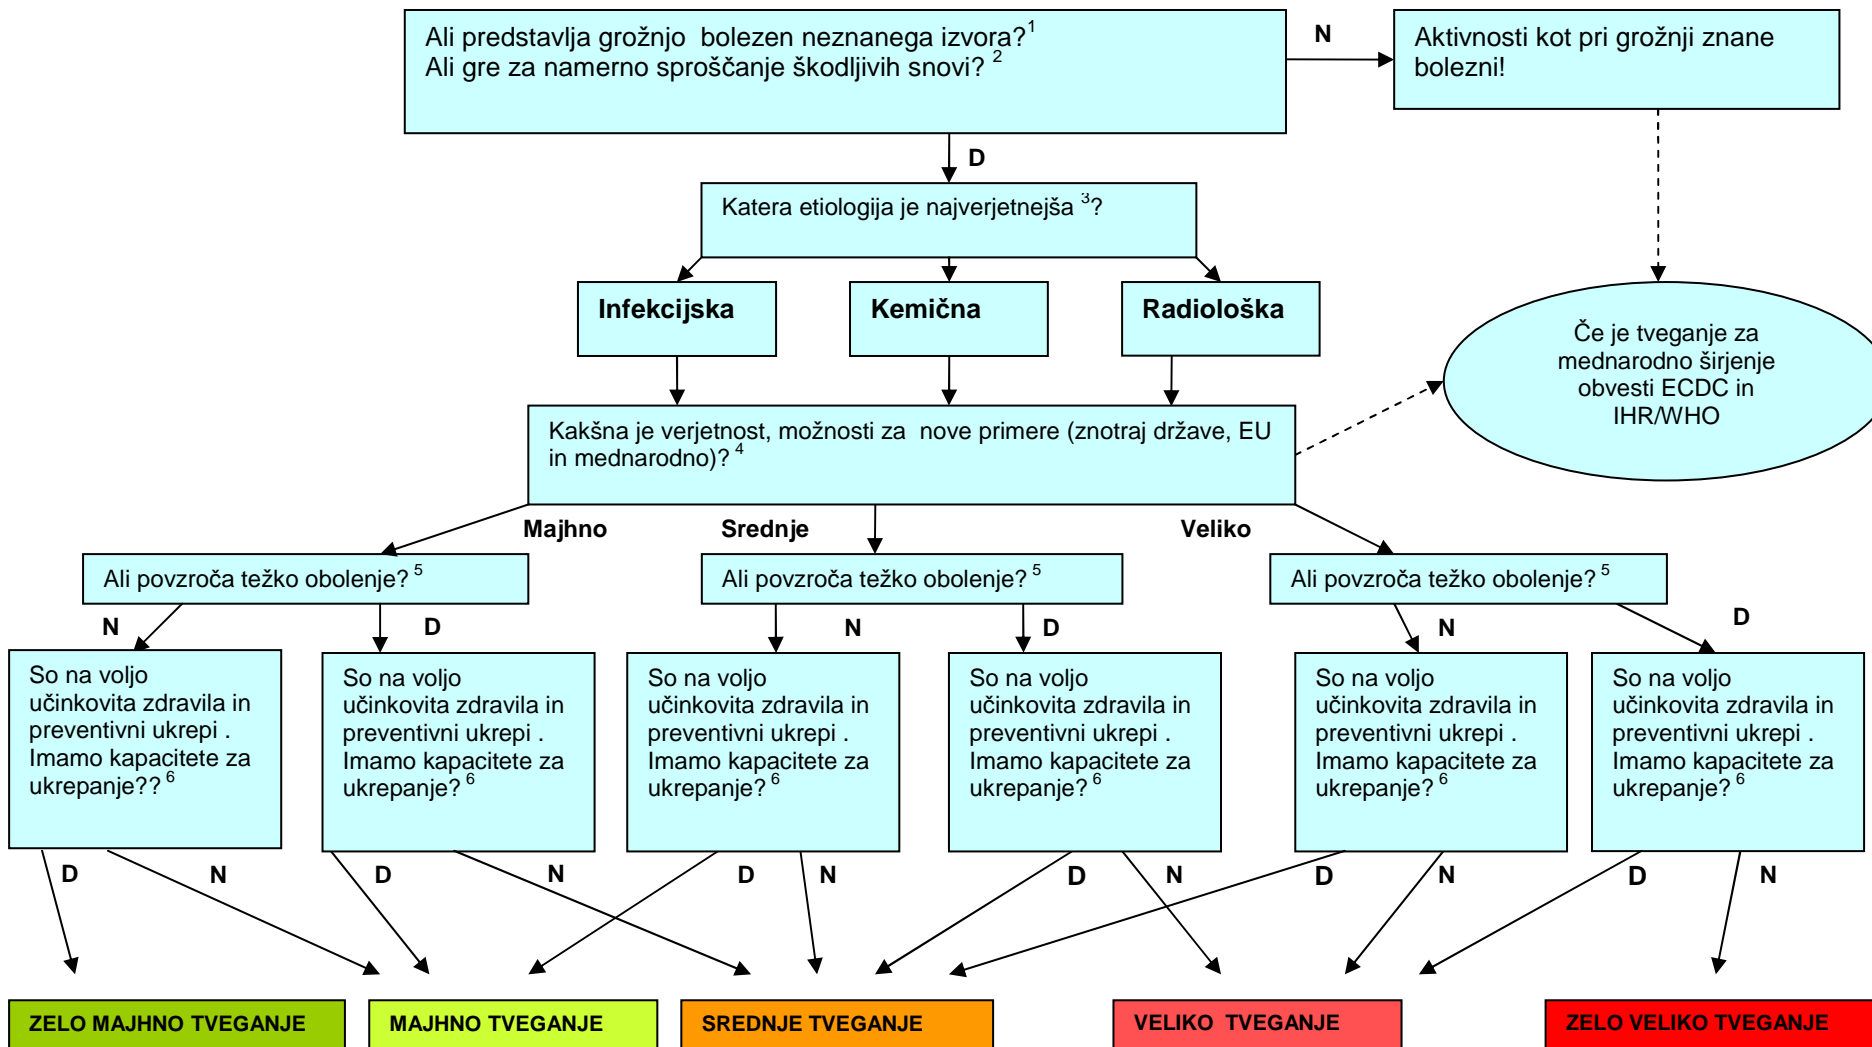 Ali predstavlja grožnjo  bolezen neznanega izvora?1
Ali gre za namerno sproščanje škodljivih snovi? 2
N
Aktivnosti kot pri grožnji znane
bolezni!
D
Katera etiologija je najverjetnejša 3?
Infekcijska
Kemična
Radiološka
Če je tveganje za
mednarodno širjenje
obvesti ECDC in
IHR/WHO
Kakšna je verjetnost, možnosti za  nove primere (znotraj države, EU
in mednarodno)? 4
Majhno
Srednje
Veliko
Ali povzroča težko obolenje? 5
Ali povzroča težko obolenje? 5
Ali povzroča težko obolenje? 5
N
D
N
D
N
D
So na voljo
učinkovita zdravila in
preventivni ukrepi .
Imamo kapacitete za
ukrepanje?? 6
So na voljo
učinkovita zdravila in
preventivni ukrepi .
Imamo kapacitete za
ukrepanje? 6
So na voljo
učinkovita zdravila in
preventivni ukrepi .
Imamo kapacitete za
ukrepanje? 6
So na voljo
učinkovita zdravila in
preventivni ukrepi .
Imamo kapacitete za
ukrepanje? 6
So na voljo
učinkovita zdravila in
preventivni ukrepi .
Imamo kapacitete za
ukrepanje? 6
So na voljo
učinkovita zdravila in
preventivni ukrepi .
Imamo kapacitete za
ukrepanje? 6
D
N
D
N
D
N
D
N
D
N
D
N
ZELO MAJHNO TVEGANJE
MAJHNO TVEGANJE
SREDNJE TVEGANJE
VELIKO  TVEGANJE
ZELO VELIKO TVEGANJE